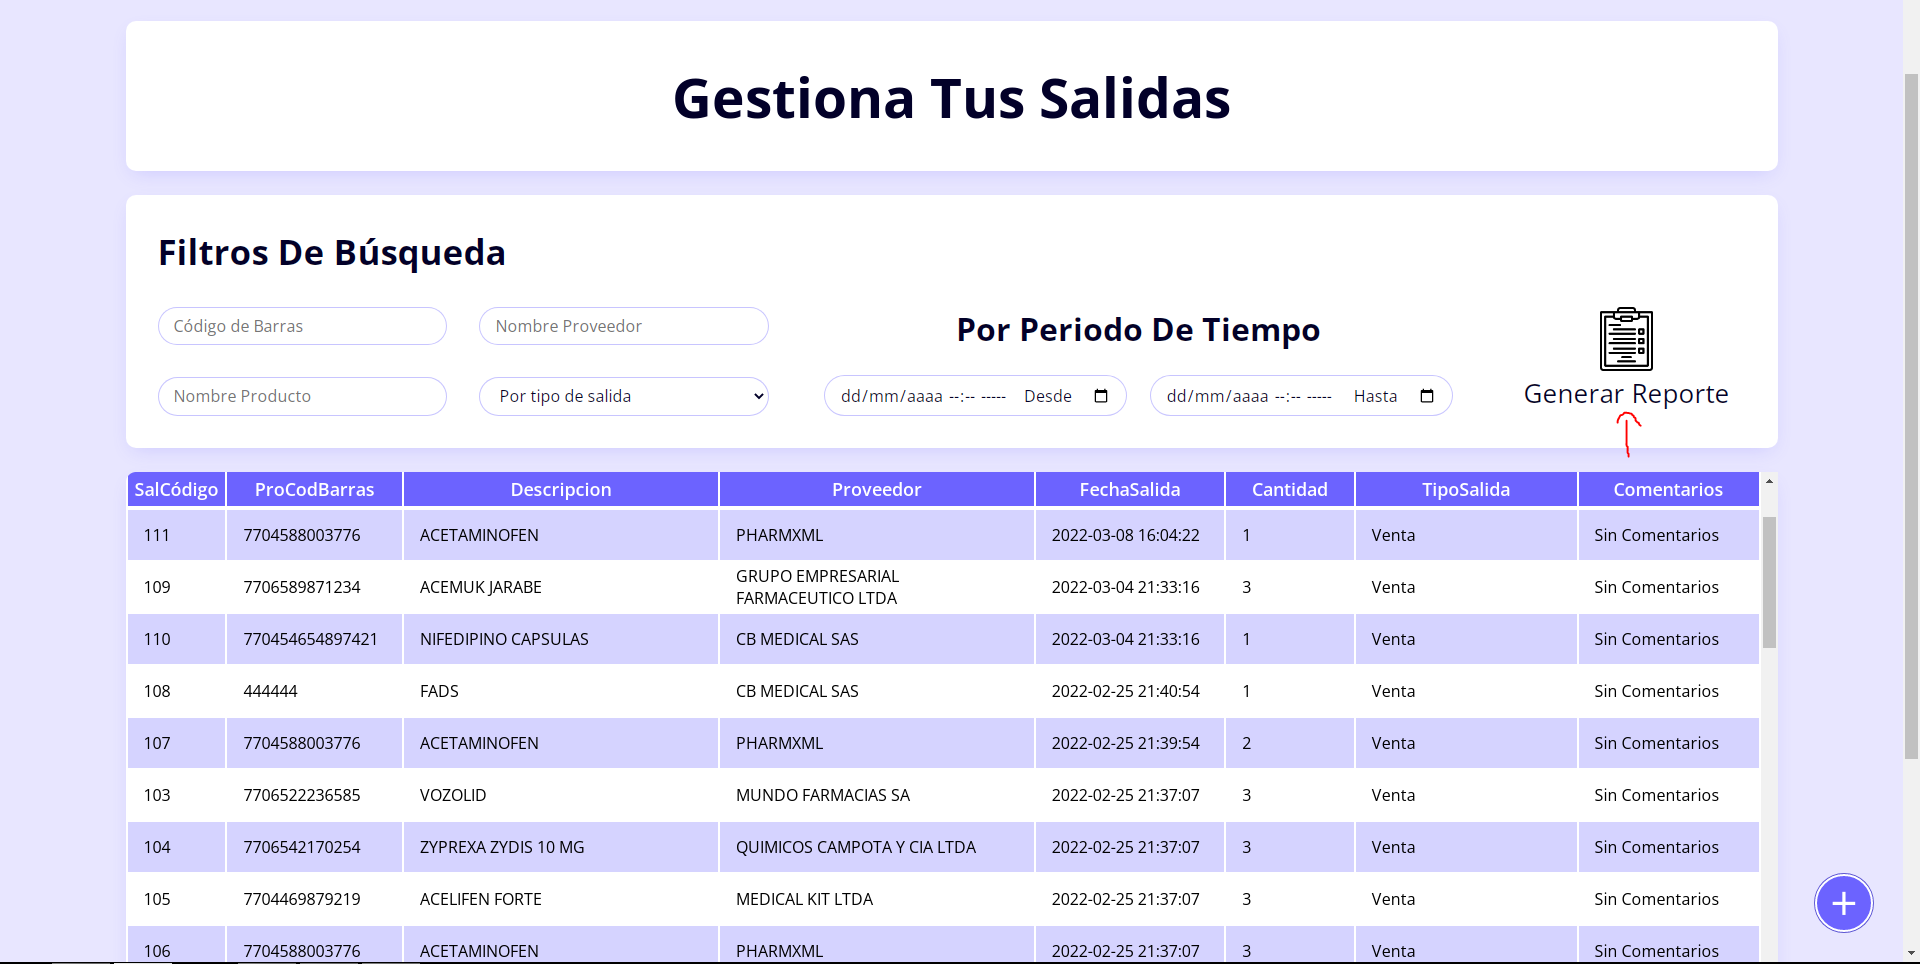 Gestiona Tus Salidas
Filtros De Búsqueda
Código de Barras
Nombre Proveedor
Nombre Producto
Por tipo de salida
Por Periodo De Tiempo
dd/mm/aaaa --:-- ----- Desde
dd/mm/aaaa --:-- ----- Hasta
Generar Reporte
SalCódigo ProCodBarras Descripcion Proveedor FechaSalida Cantidad TipoSalida Comentarios
111 7704588003776 ACETAMINOFEN PHARMXML 2022-03-08 16:04:22 1 Venta Sin Comentarios
109 7706589871234 ACEMUK JARABE GRUPO EMPRESARIAL
FARMACEUTICO LTDA 2022-03-04 21:33:16 3 Venta Sin Comentarios
110 770454654897421 NIFEDIPINO CAPSULAS CB MEDICAL SAS 2022-03-04 21:33:16 1 Venta Sin Comentarios
108 444444 FADS CB MEDICAL SAS 2022-02-25 21:40:54 1 Venta Sin Comentarios
107 7704588003776 ACETAMINOFEN PHARMXML 2022-02-25 21:39:54 2 Venta Sin Comentarios
103 7706522236585 VOZOLID MUNDO FARMACIAS SA 2022-02-25 21:37:07 3 Venta Sin Comentarios
104 7706542170254 ZYPREXA ZYDIS 10 MG QUIMICOS CAMPOTA Y CIA LTDA 2022-02-25 21:37:07 3 Venta Sin Comentarios
105 7704469879219 ACELIFEN FORTE MEDICAL KIT LTDA 2022-02-25 21:37:07 3 Venta Sin Comentarios
106 7704588003776 ACETAMINOFEN PHARMXML 2022-02-25 21:37:07 3 Venta Sin Comentarios